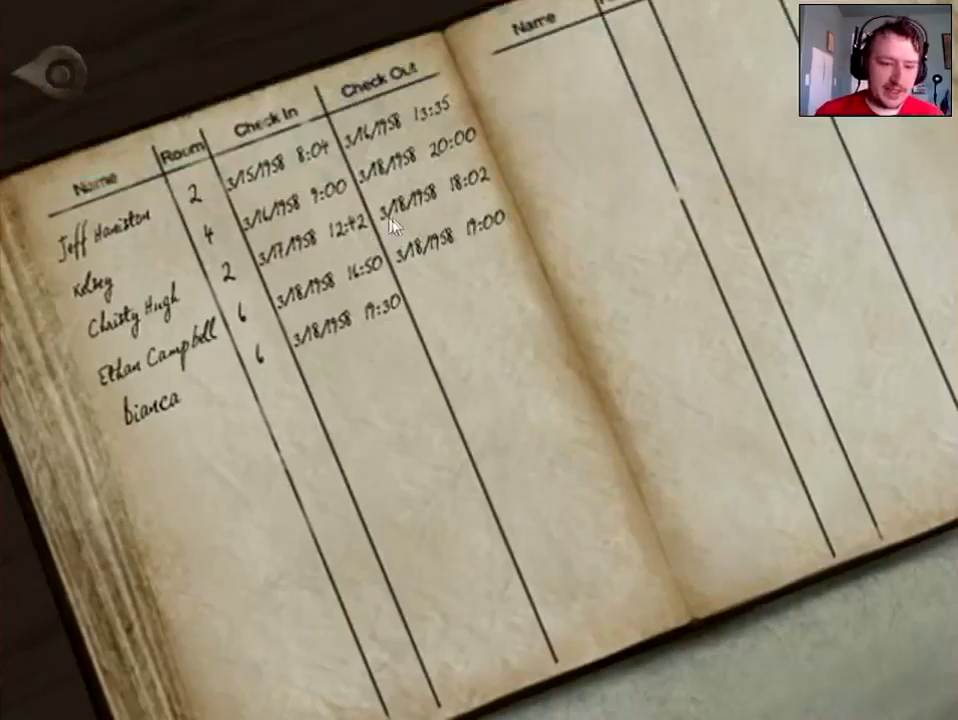 Name Room Check In Check Out
Jeff Haniston 2 3/15/1958 8:04 3/16/1958 13:35
Kelsey 4 3/16/1958 9:00 3/18/1958 20:00
Christy Hugh 2 3/17/1958 12:42 3/18/1958 18:02
Ethan Campbell 6 3/18/1958 16:50 3/18/1958 19:00
bianca 6 3/18/1958 19:30
Name